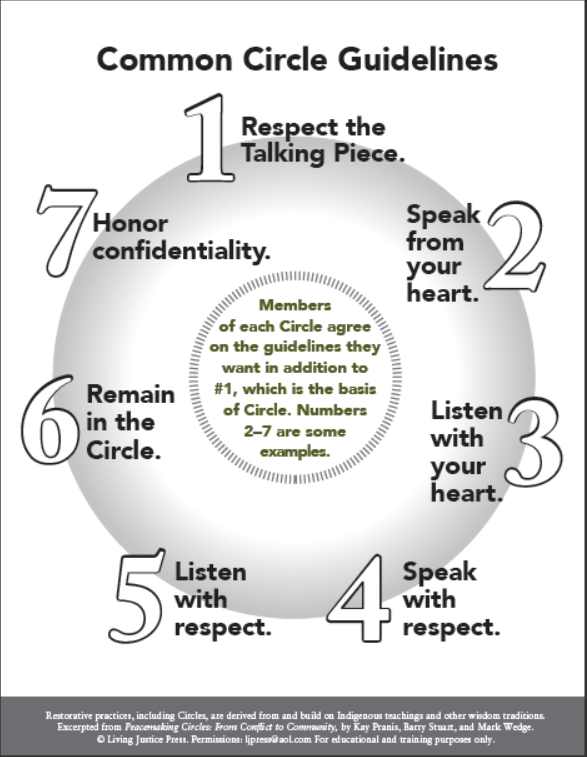 Common Circle Guidelines
1
Respect the
Talking Piece.
2
Speak
from
your
heart.
3
Listen
with
your
heart.
4
Speak
with
respect.
5
Listen
with
respect.
6
Remain
in the
Circle.
7
Honor
confidentiality.
Members
of each Circle agree
on the guidelines they
want in addition to
#1, which is the basis
of Circle. Numbers
2–7 are some
examples.
Restorative practices, including Circles, are derived from and build on Indigenous teachings and other wisdom traditions.
Excerpted from Peacemaking Circles: From Conflict to Community, by Kay Pranis, Barry Stuart, and Mark Wedge.
© Living Justice Press. Permissions: ljpress@aol.com For educational and training purposes only.